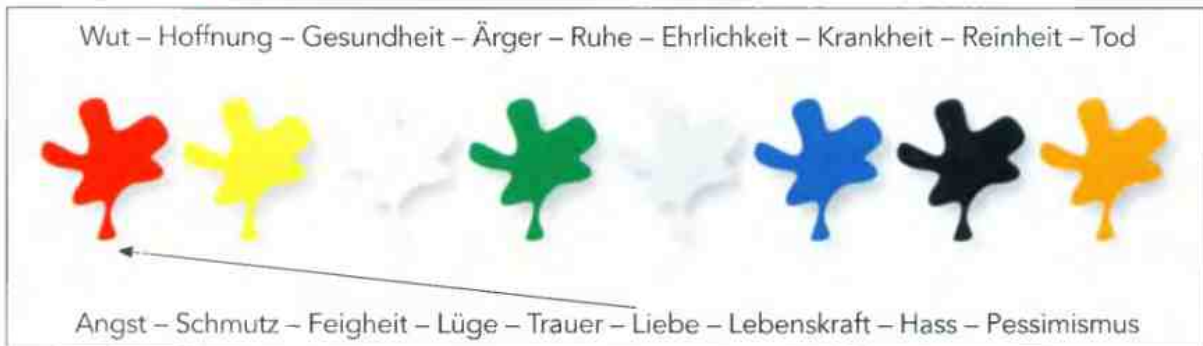 Wut – Hoffnung – Gesundheit – Ärger – Ruhe – Ehrlichkeit – Krankheit – Reinheit – Tod
Angst – Schmutz – Feigheit – Lüge – Trauer – Liebe – Lebenskraft – Hass – Pessimismus